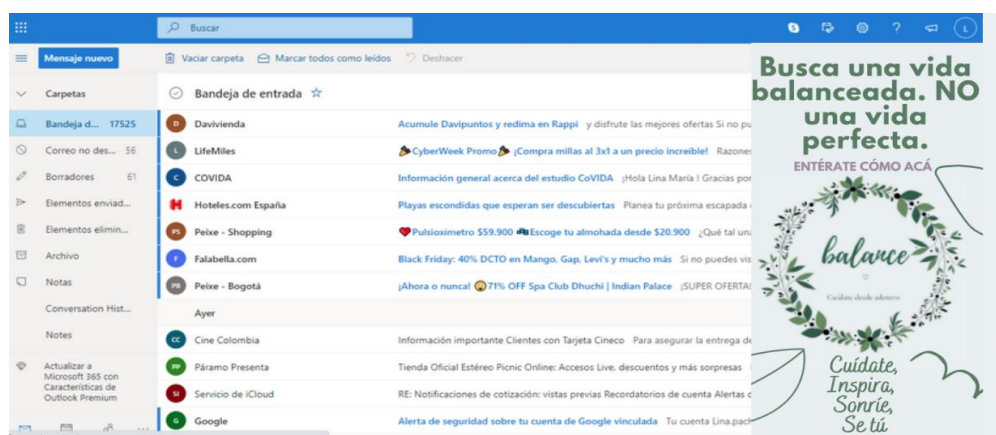 Buscar
L
Mensaje nuevo
Vaciar carpeta Marcar todos como leídos Deshacer
Carpetas
Bandeja de entrada
Bandeja d... 17525
Correo no des... 56
Borradores 61
Elementos enviad...
Elementos elimin...
Archivo
Notas
Conversation Hist...
Notes
Actualizar a
Microsoft 365 con
Características de
Outlook Premium
D Davivienda Acumule Davipuntos y redima en Rappi y disfrute las mejores ofertas Si no pu
L LifeMiles CyberWeek Promo ¡Compra millas al 3x1 a un precio increíble! Razones
C COVIDA Información general acerca del estudio CoVIDA ¡Hola Lina María ! Gracias por
H Hoteles.com España Playas escondidas que esperan ser descubiertas Planea tu próxima escapada
PS Peixe - Shopping Pulsioximetro $59.900 Escoge tu almohada desde $20.900 ¿Qué tal una
F Falabella.com Black Friday: 40% DCTO en Mango, Gap, Levi's y mucho más Si no puedes vis
PB Peixe - Bogotá ¡Ahora o nunca! 71% OFF Spa Club Dhuchi | Indian Palace ¡SUPER OFERTA!
Ayer
CC Cine Colombia Información importante Clientes con Tarjeta Cineco Para asegurar la entrega de
PP Páramo Presenta Tienda Oficial Estéreo Picnic Online: Accesos Live, descuentos y más sorpresas
SI Servicio de iCloud RE: Notificaciones de cotización: vistas previas Recordatorios de cuenta Alertas
G Google Alerta de seguridad sobre tu cuenta de Google vinculada Tu cuenta Lina.pach
Busca una vida
balanceada. NO
una vida
perfecta.
ENTÉRATE CÓMO ACÁ
balance
Cuídate desde adentro
Cuídate,
Inspira,
Sonríe,
Se tú